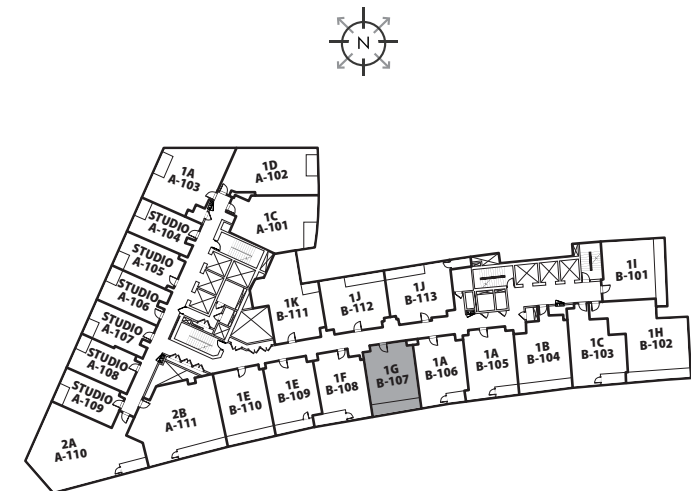 N
1A
A-103
1D
A-102
STUDIO
A-104
1C
A-101
STUDIO
A-105
STUDIO
A-106
STUDIO
A-107
STUDIO
A-108
STUDIO
A-109
2A
A-110
2B
A-111
1K
B-111
1J
B-112
1J
B-113
1I
B-101
1E
B-110
1E
B-109
1F
B-108
1G
B-107
1A
B-106
1A
B-105
1B
B-104
1C
B-103
1H
B-102